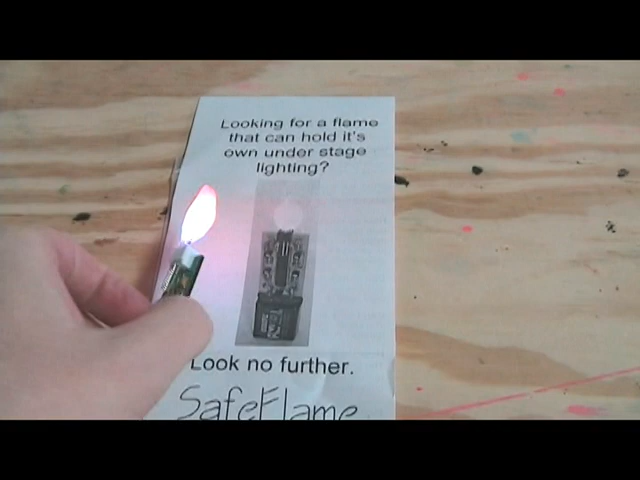 Looking for a flame
that can hold it's
own under stage
lighting?
Look no further.
SafeFlame